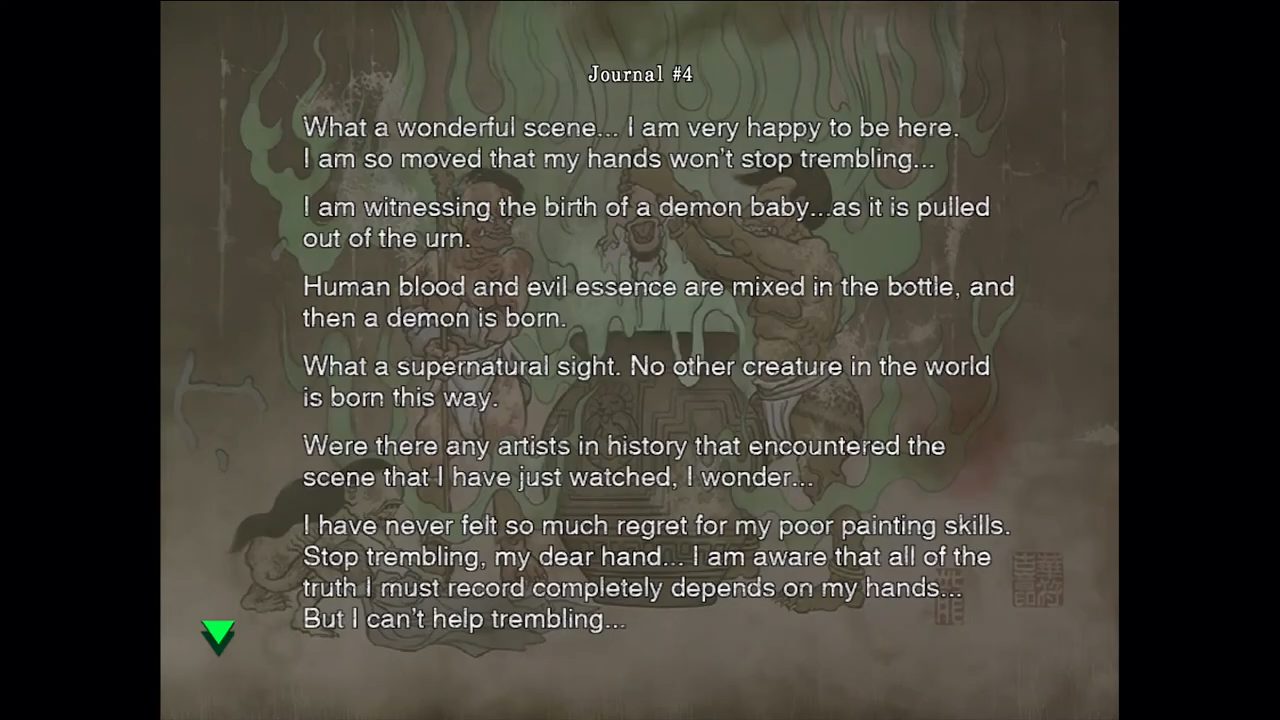 Journal #4
What a wonderful scene... I am very happy to be here.
I am so moved that my hands won't stop trembling...
I am witnessing the birth of a demon baby...as it is pulled
out of the urn.
Human blood and evil essence are mixed in the bottle, and
then a demon is born.
What a supernatural sight. No other creature in the world
is born this way.
Were there any artists in history that encountered the
scene that I have just watched, I wonder...
I have never felt so much regret for my poor painting skills.
Stop trembling, my dear hand... I am aware that all of the
truth I must record completely depends on my hands...
But I can't help trembling...